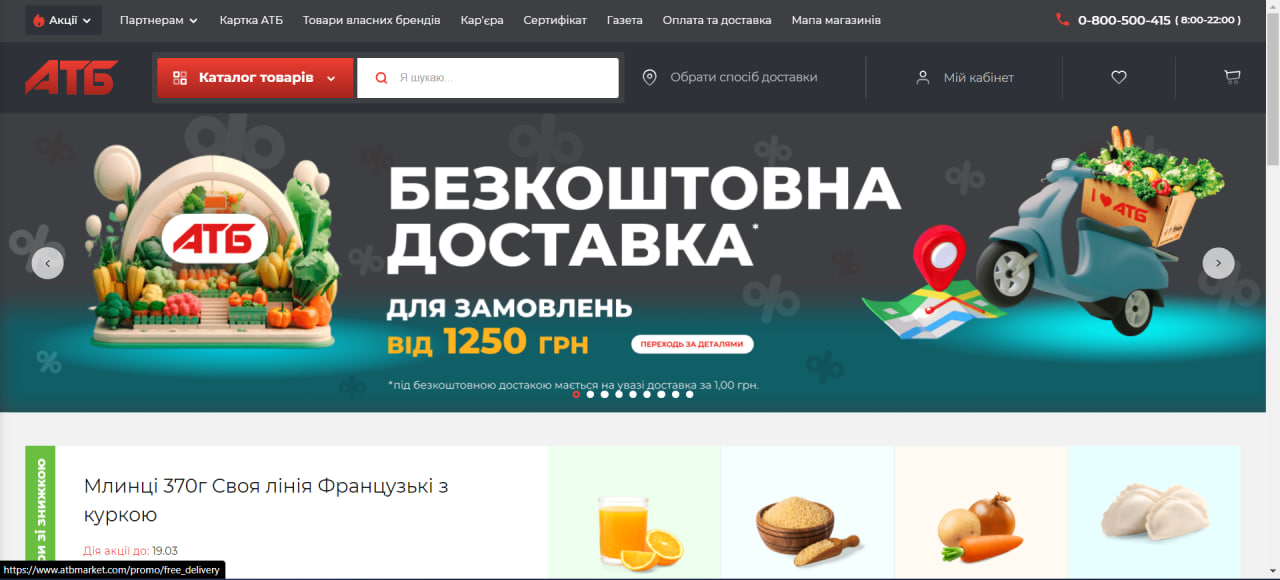 Акції
Партнерам
Картка АТБ
Товари власних брендів
Кар'єра
Сертифікат
Газета
Оплата та доставка
Мапа магазинів
0-800-500-415 ( 8:00-22:00 )
АТБ
Каталог товарів
Я шукаю...
Обрати спосіб доставки
Мій кабінет
АТБ
I АТБ
БЕЗКОШТОВНА
ДОСТАВКА*
ДЛЯ ЗАМОВЛЕНЬ
ВІД 1250 ГРН
ПЕРЕХОДЬ ЗА ДЕТАЛЯМИ
*під безкоштовною достакою мається на увазі доставка за 1,00 грн.
зі знижкою
Млинці 370г Своя лінія Французькі з
куркою
Дія акції до: 19.03
https://www.atbmarket.com/promo/free_delivery